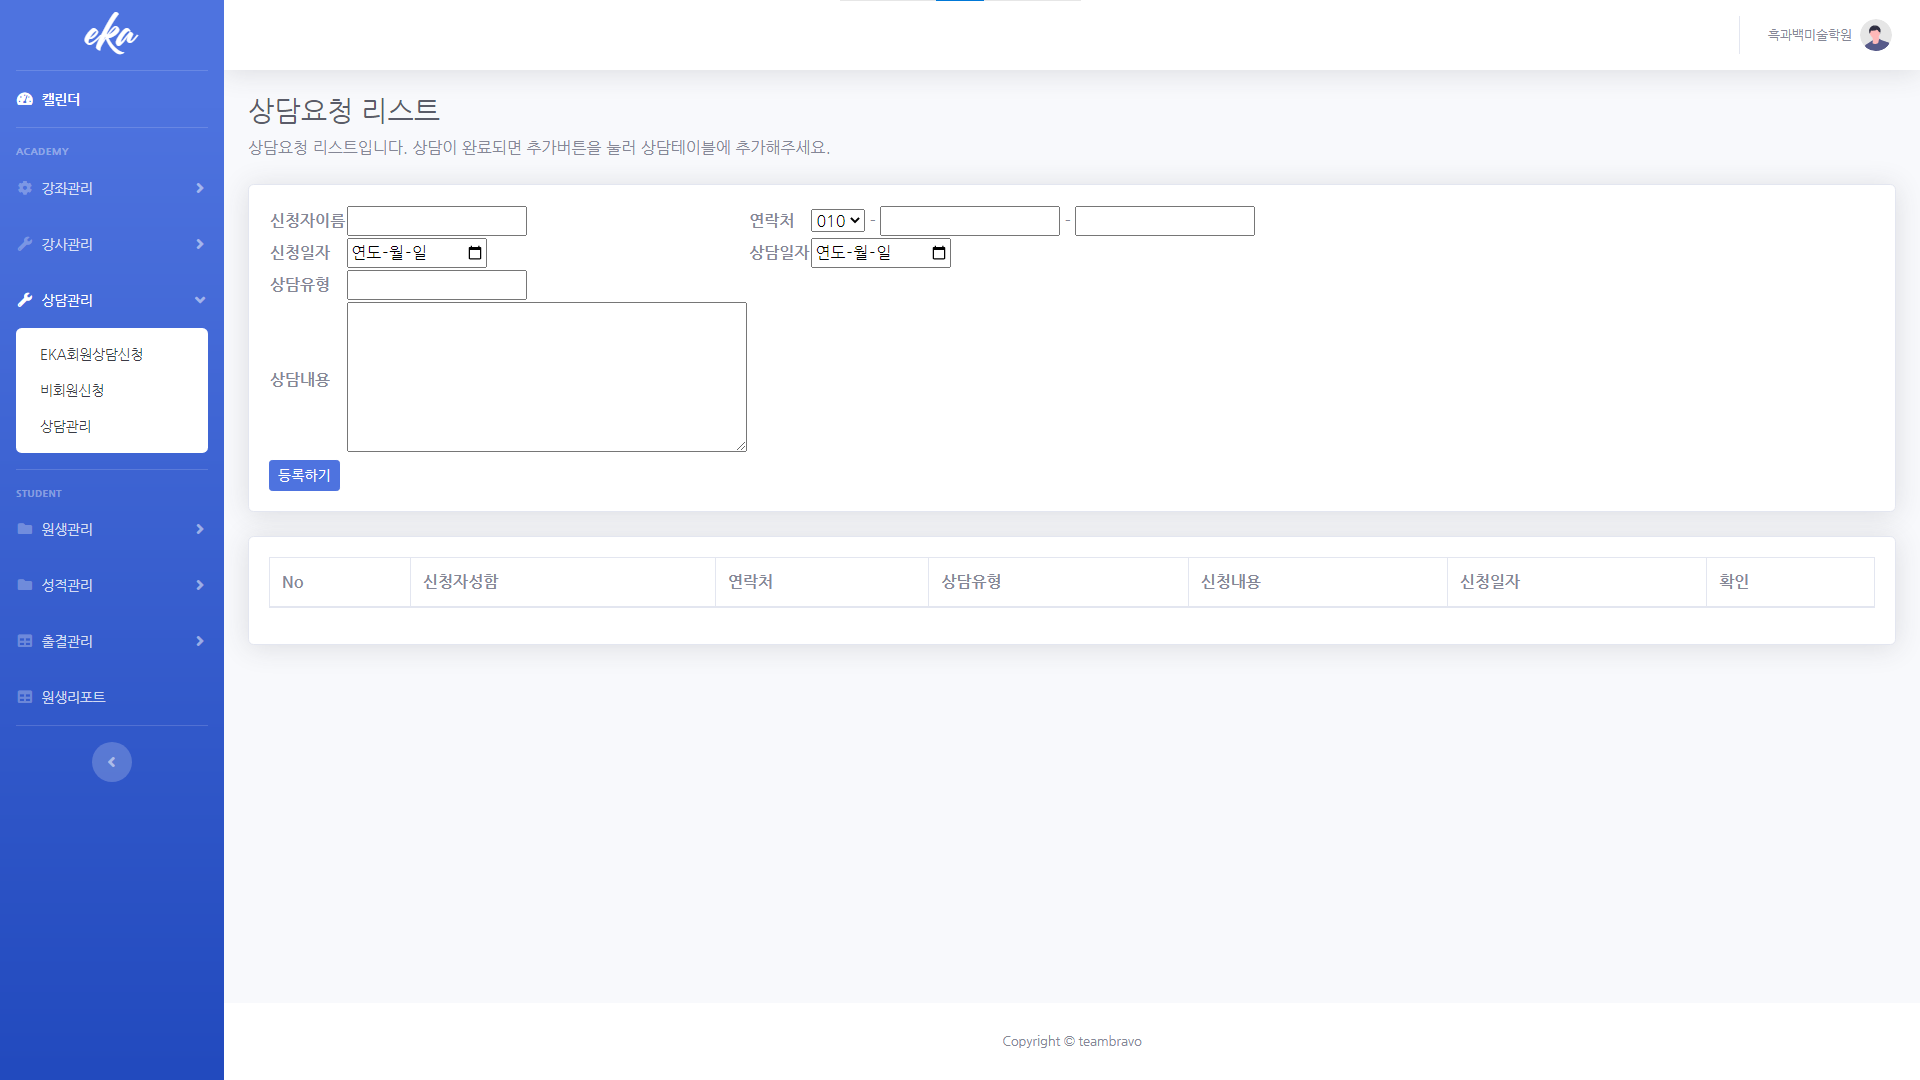 eka
흑과백미술학원
캘린더
ACADEMY
강좌관리
강사관리
상담관리
EKA회원상담신청
비회원신청
상담관리
STUDENT
원생관리
성적관리
출결관리
원생리포트
상담요청 리스트
상담요청 리스트입니다. 상담이 완료되면 추가버튼을 눌러 상담테이블에 추가해주세요.
신청자이름 연락처 010 - -
신청일자 연도-월-일 상담일자 연도-월-일
상담유형
상담내용
등록하기
No 신청자성함 연락처 상담유형 신청내용 신청일자 확인
Copyright © teambravo